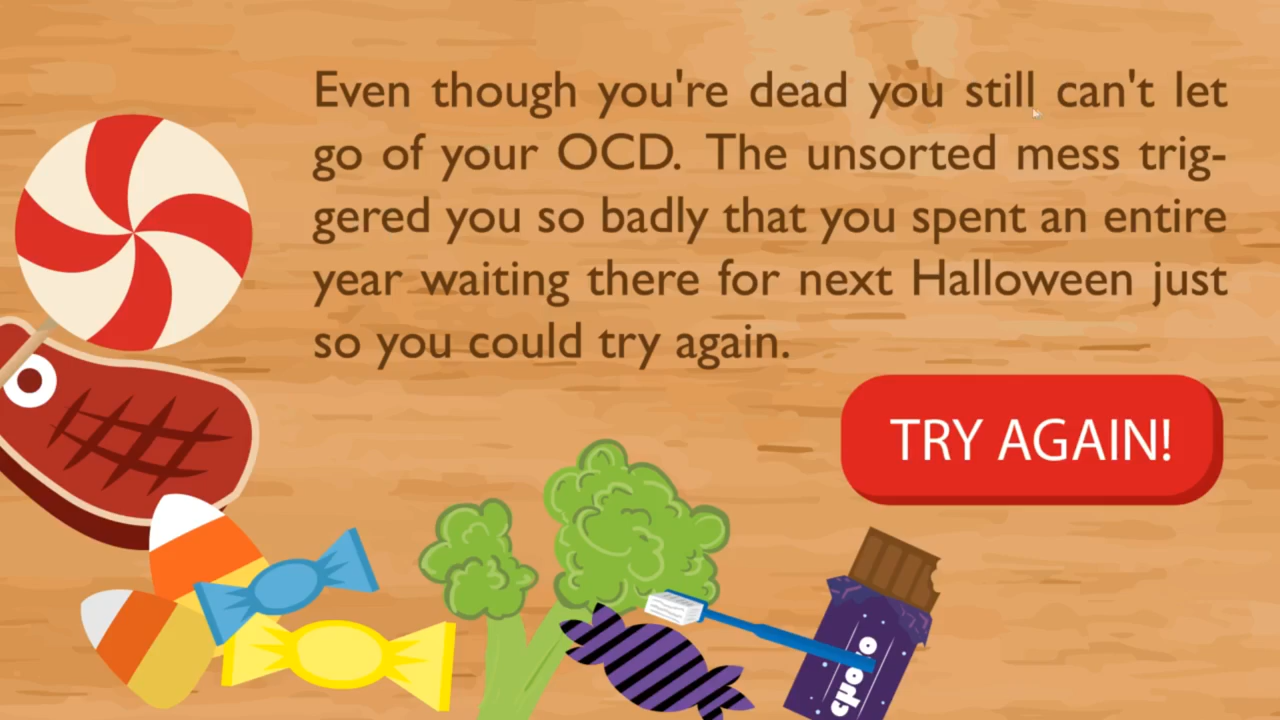 Even though you're dead you still can't let
go of your OCD. The unsorted mess trig-
gered you so badly that you spent an entire
year waiting there for next Halloween just
so you could try again.
TRY AGAIN!